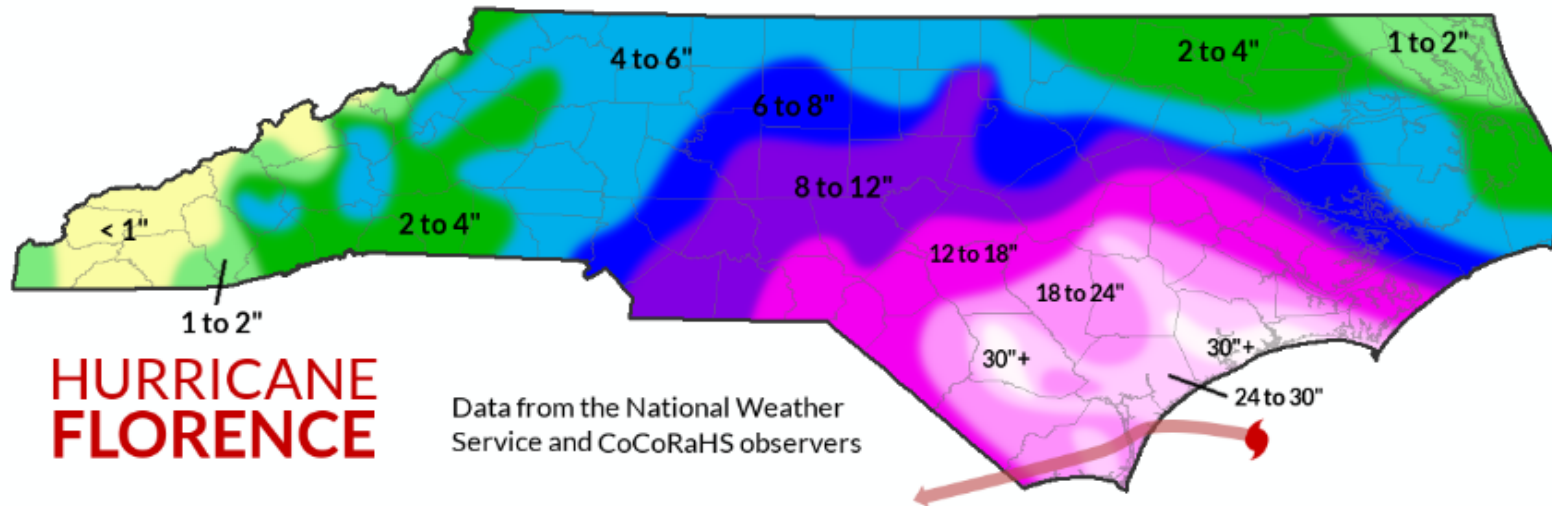 4 to 6"
2 to 4"
1 to 2"
6 to 8"
8 to 12"
< 1"
2 to 4"
12 to 18"
18 to 24"
1 to 2"
30"+
30"+
24 to 30"
HURRICANE
FLORENCE
Data from the National Weather
Service and CoCoRaHS observers